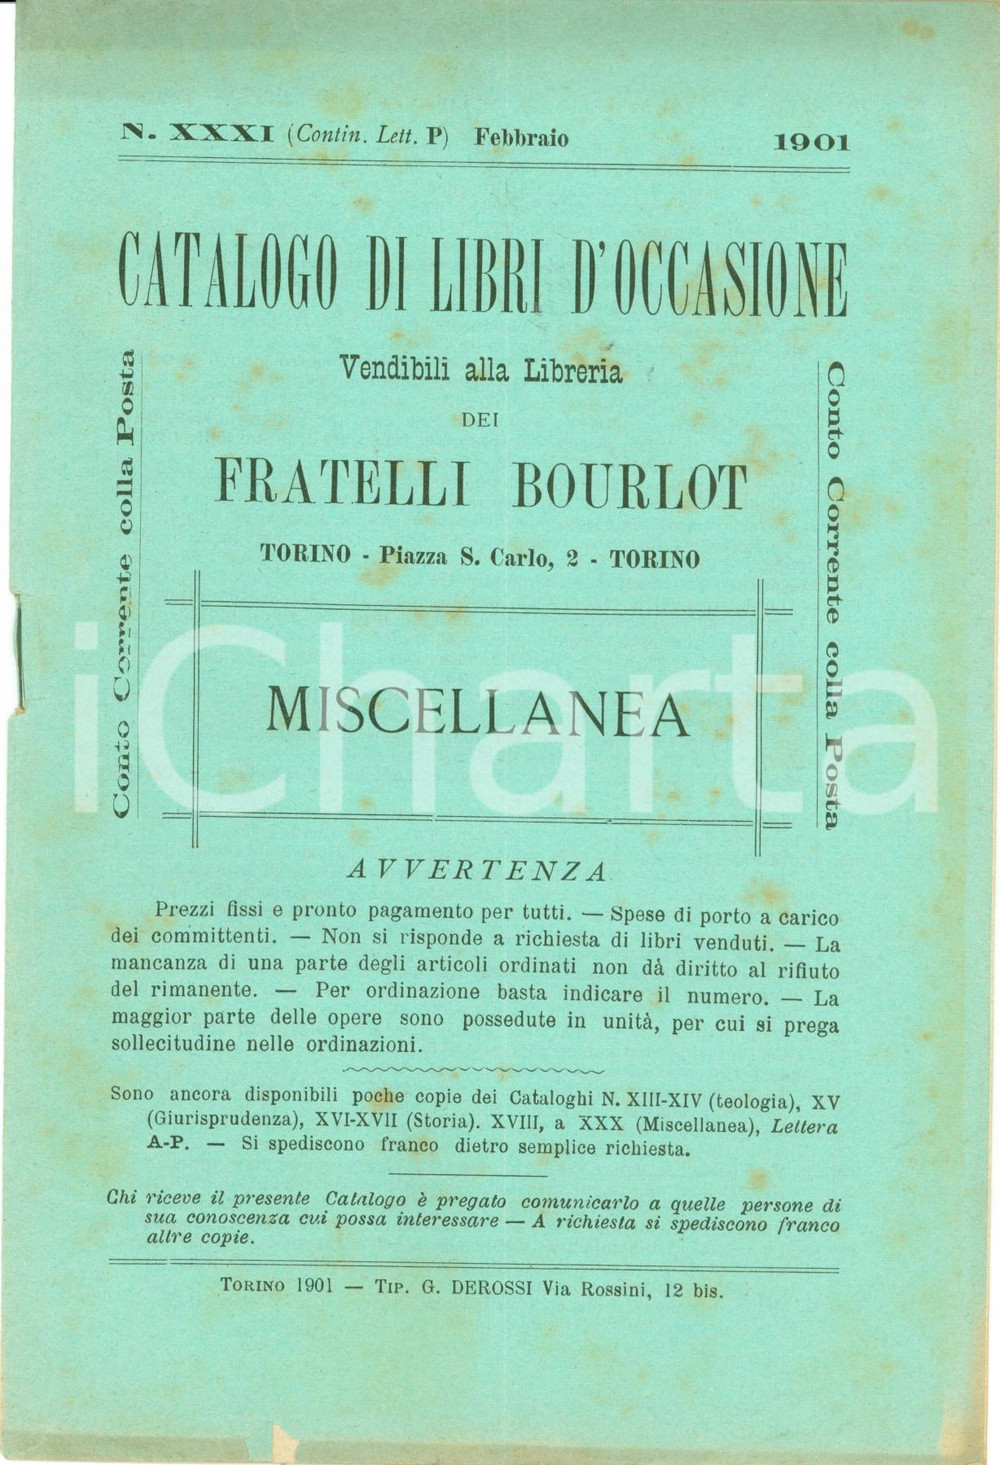 N. XXXI (Contin. Lett. P) Febbraio 1901
CATALOGO DI LIBRI D'OCCASIONE
Vendibili alla Libreria
DEI
FRATELLI BOURLOT
TORINO - Piazza S. Carlo, 2 - TORINO
Conto Corrente colla Posta
Conto Corrente colla Posta
MISCELLANEA
iCharta
AVVERTENZA
Prezzi fissi e pronto pagamento per tutti. — Spese di porto a carico
dei committenti. — Non si risponde a richiesta di libri venduti. — La
mancanza di una parte degli articoli ordinati non dà diritto al rifiuto
del rimanente. — Per ordinazione basta indicare il numero. — La
maggior parte delle opere sono possedute in unità, per cui si prega
sollecitudine nelle ordinazioni.
Sono ancora disponibili poche copie dei Cataloghi N. XIII-XIV (teologia), XV
(Giurisprudenza), XVI-XVII (Storia). XVIII, a XXX (Miscellanea), Lettera
A-P. — Si spediscono franco dietro semplice richiesta.
Chi riceve il presente Catalogo è pregato comunicarlo a quelle persone di
sua conoscenza cui possa interessare — A richiesta si spediscono franco
altre copie.
TORINO 1901 — TIP. G. DEROSSI Via Rossini, 12 bis.